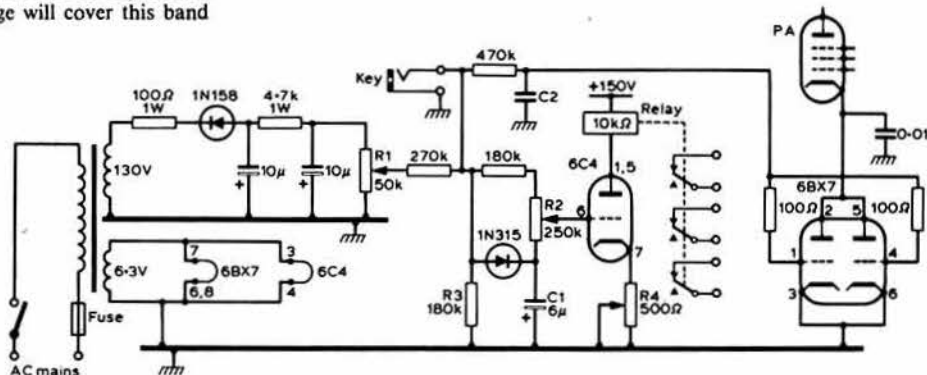 ge will cover this band
PA
Key
470k
C2
+150V
Relay
10kΩ
0·01
100Ω
1W
1N158
4·7k
1W
130V
10μ
+
10μ
+
R1
50k
270k
180k
R2
250k
6C4
1,5
6
7
6BX7
100Ω
2
5
100Ω
1
4
3
6
1N315
R3
180k
C1
6μ
+
R4
500Ω
6·3V
7
6BX7
6,8
3
6C4
4
Fuse
AC mains